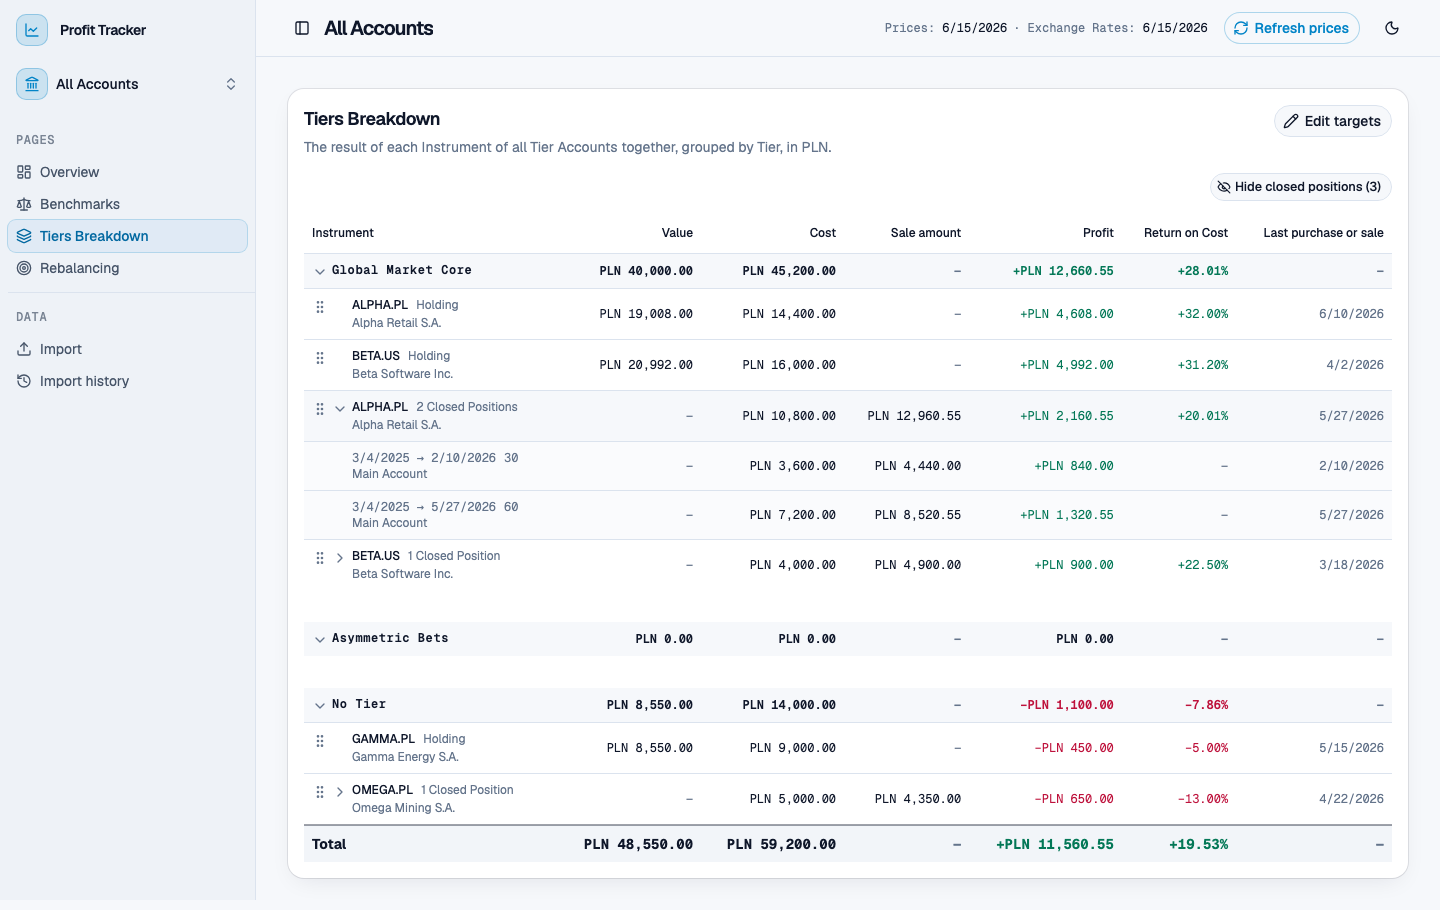 Profit Tracker
All Accounts
PAGES
Overview
Benchmarks
Tiers Breakdown
Rebalancing
DATA
Import
Import history
All Accounts
Prices: 6/15/2026 · Exchange Rates: 6/15/2026
Refresh prices
Tiers Breakdown
Edit targets
The result of each Instrument of all Tier Accounts together, grouped by Tier, in PLN.
Hide closed positions (3)
Instrument Value Cost Sale amount Profit Return on Cost Last purchase or sale
Global Market Core PLN 40,000.00 PLN 45,200.00 — +PLN 12,660.55 +28.01% —
ALPHA.PL Holding
Alpha Retail S.A.
PLN 19,008.00 PLN 14,400.00 — +PLN 4,608.00 +32.00% 6/10/2026
BETA.US Holding
Beta Software Inc.
PLN 20,992.00 PLN 16,000.00 — +PLN 4,992.00 +31.20% 4/2/2026
ALPHA.PL 2 Closed Positions
Alpha Retail S.A.
— PLN 10,800.00 PLN 12,960.55 +PLN 2,160.55 +20.01% 5/27/2026
3/4/2025 → 2/10/2026 30
Main Account
— PLN 3,600.00 PLN 4,440.00 +PLN 840.00 — 2/10/2026
3/4/2025 → 5/27/2026 60
Main Account
— PLN 7,200.00 PLN 8,520.55 +PLN 1,320.55 — 5/27/2026
BETA.US 1 Closed Position
Beta Software Inc.
— PLN 4,000.00 PLN 4,900.00 +PLN 900.00 +22.50% 3/18/2026
Asymmetric Bets PLN 0.00 PLN 0.00 — PLN 0.00 — —
No Tier PLN 8,550.00 PLN 14,000.00 — −PLN 1,100.00 −7.86% —
GAMMA.PL Holding
Gamma Energy S.A.
PLN 8,550.00 PLN 9,000.00 — −PLN 450.00 −5.00% 5/15/2026
OMEGA.PL 1 Closed Position
Omega Mining S.A.
— PLN 5,000.00 PLN 4,350.00 −PLN 650.00 −13.00% 4/22/2026
Total PLN 48,550.00 PLN 59,200.00 — +PLN 11,560.55 +19.53% —